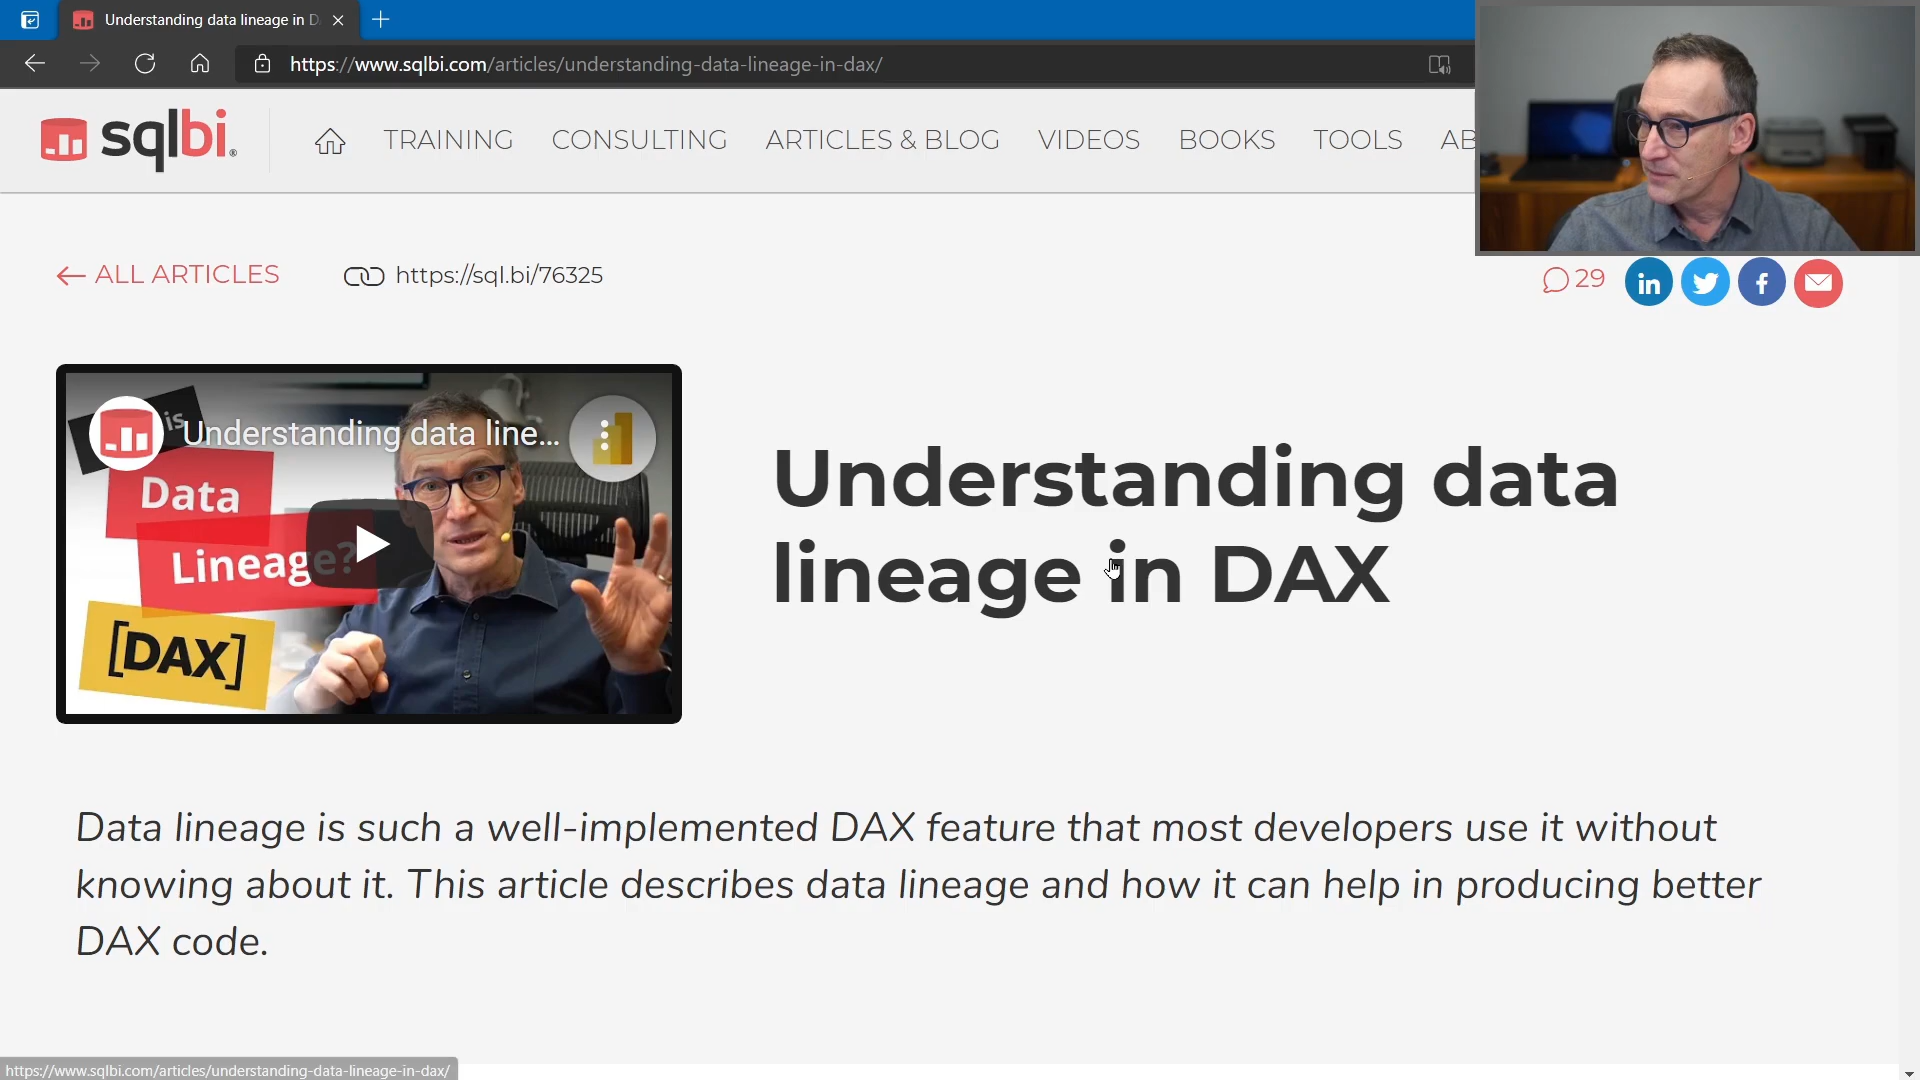 Understanding data lineage in D
https://www.sqlbi.com/articles/understanding-data-lineage-in-dax/
sqlbi.
TRAINING CONSULTING ARTICLES & BLOG VIDEOS BOOKS TOOLS AB
ALL ARTICLES https://sql.bi/76325 29
is
Understanding data line...
Data
Lineage?
[DAX]
Understanding data
lineage in DAX
Data lineage is such a well-implemented DAX feature that most developers use it without
knowing about it. This article describes data lineage and how it can help in producing better
DAX code.
https://www.sqlbi.com/articles/understanding-data-lineage-in-dax/